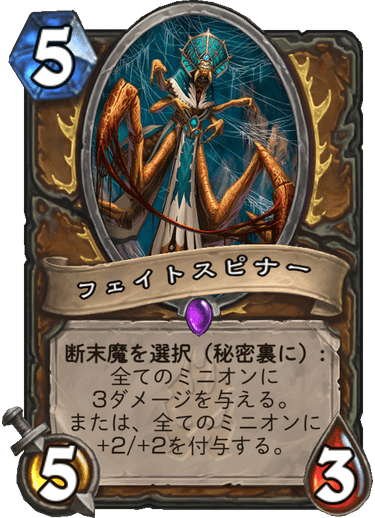 5
フェイトスピナー
断末魔を選択（秘密裏に）:
全てのミニオンに
3ダメージを与える。
または、全てのミニオンに
+2/+2を付与する。
5
3